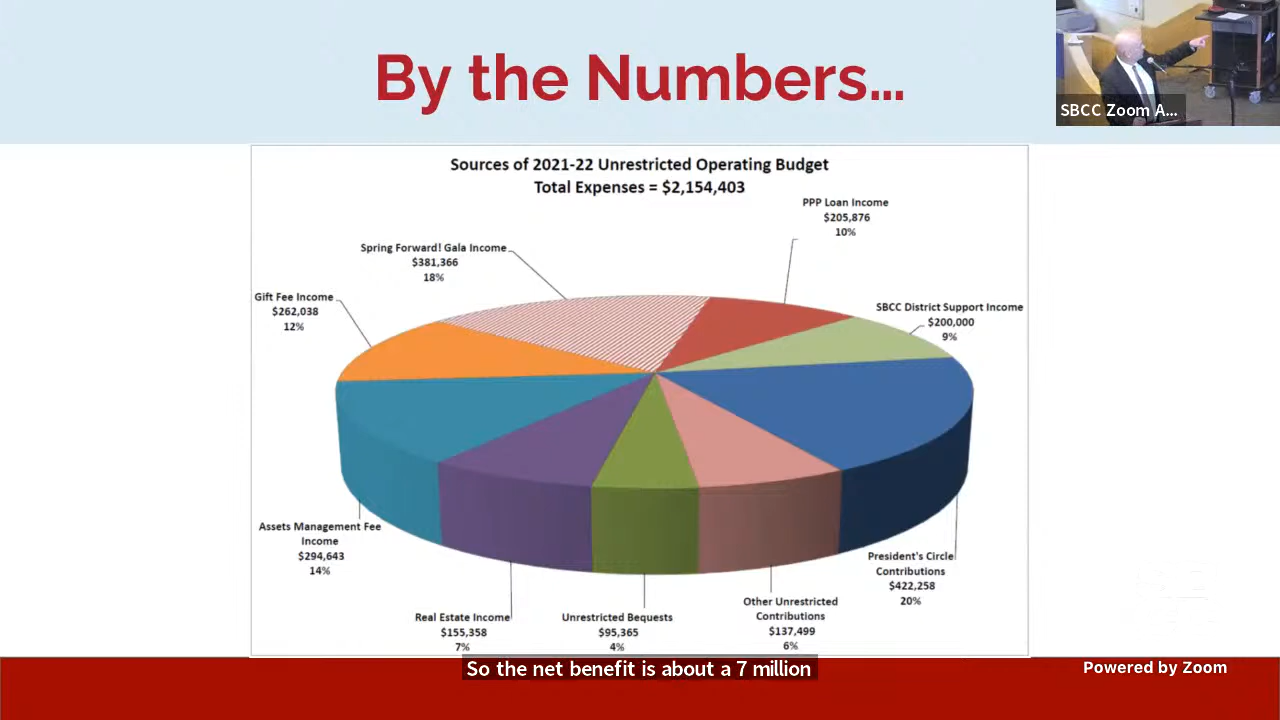 By the Numbers…
SBCC Zoom A...
Sources of 2021-22 Unrestricted Operating Budget
Total Expenses = $2,154,403
PPP Loan Income
$205,876
10%
Spring Forward! Gala Income
$381,366
18%
Gift Fee Income
$262,038
12%
SBCC District Support Income
$200,000
9%
Assets Management Fee
Income
$294,643
14%
President's Circle
Contributions
$422,258
20%
Real Estate Income
$155,358
7%
Unrestricted Bequests
$95,365
4%
Other Unrestricted
Contributions
$137,499
6%
So the net benefit is about a 7 million
Powered by Zoom